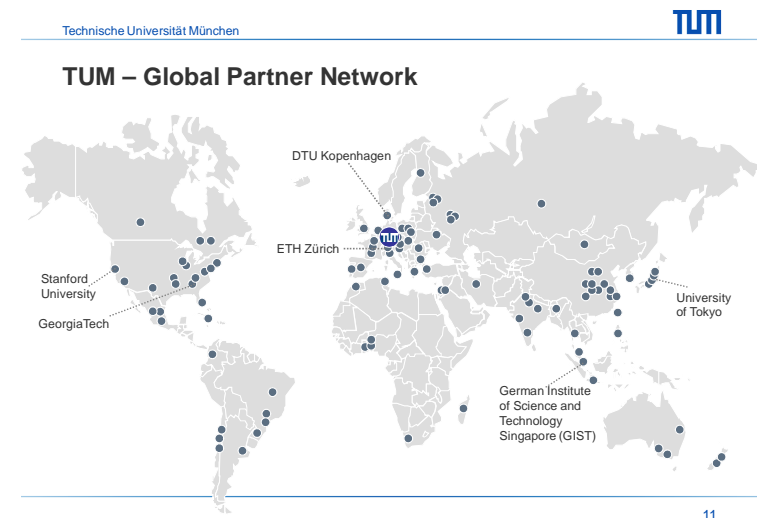 Technische Universität München
TUM
TUM – Global Partner Network
DTU Kopenhagen
TUM
ETH Zürich
Stanford
University
GeorgiaTech
University
of Tokyo
German Institute
of Science and
Technology
Singapore (GIST)
11